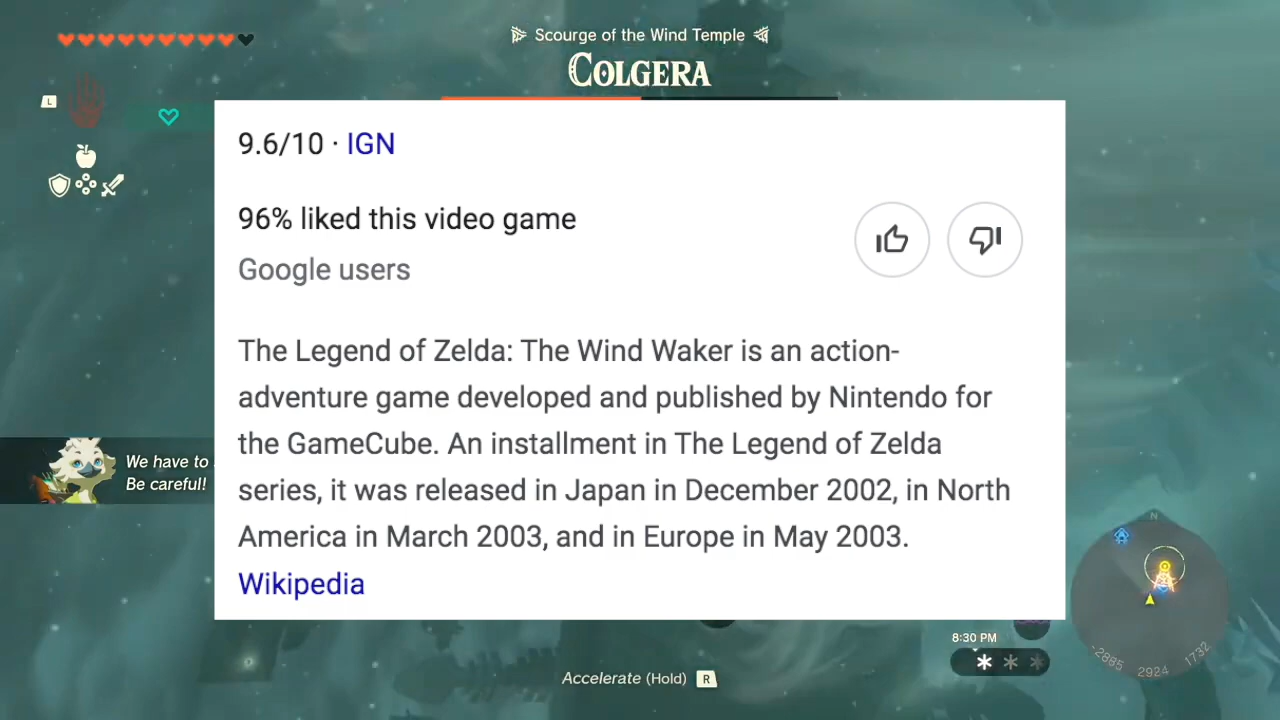 Scourge of the Wind Temple
COLGERA
L
9.6/10 · IGN
96% liked this video game
Google users
The Legend of Zelda: The Wind Waker is an action-
adventure game developed and published by Nintendo for
the GameCube. An installment in The Legend of Zelda
series, it was released in Japan in December 2002, in North
America in March 2003, and in Europe in May 2003.
Wikipedia
We have to
Be careful!
N
8:30 PM
-2885 2924 1732
Accelerate (Hold) R